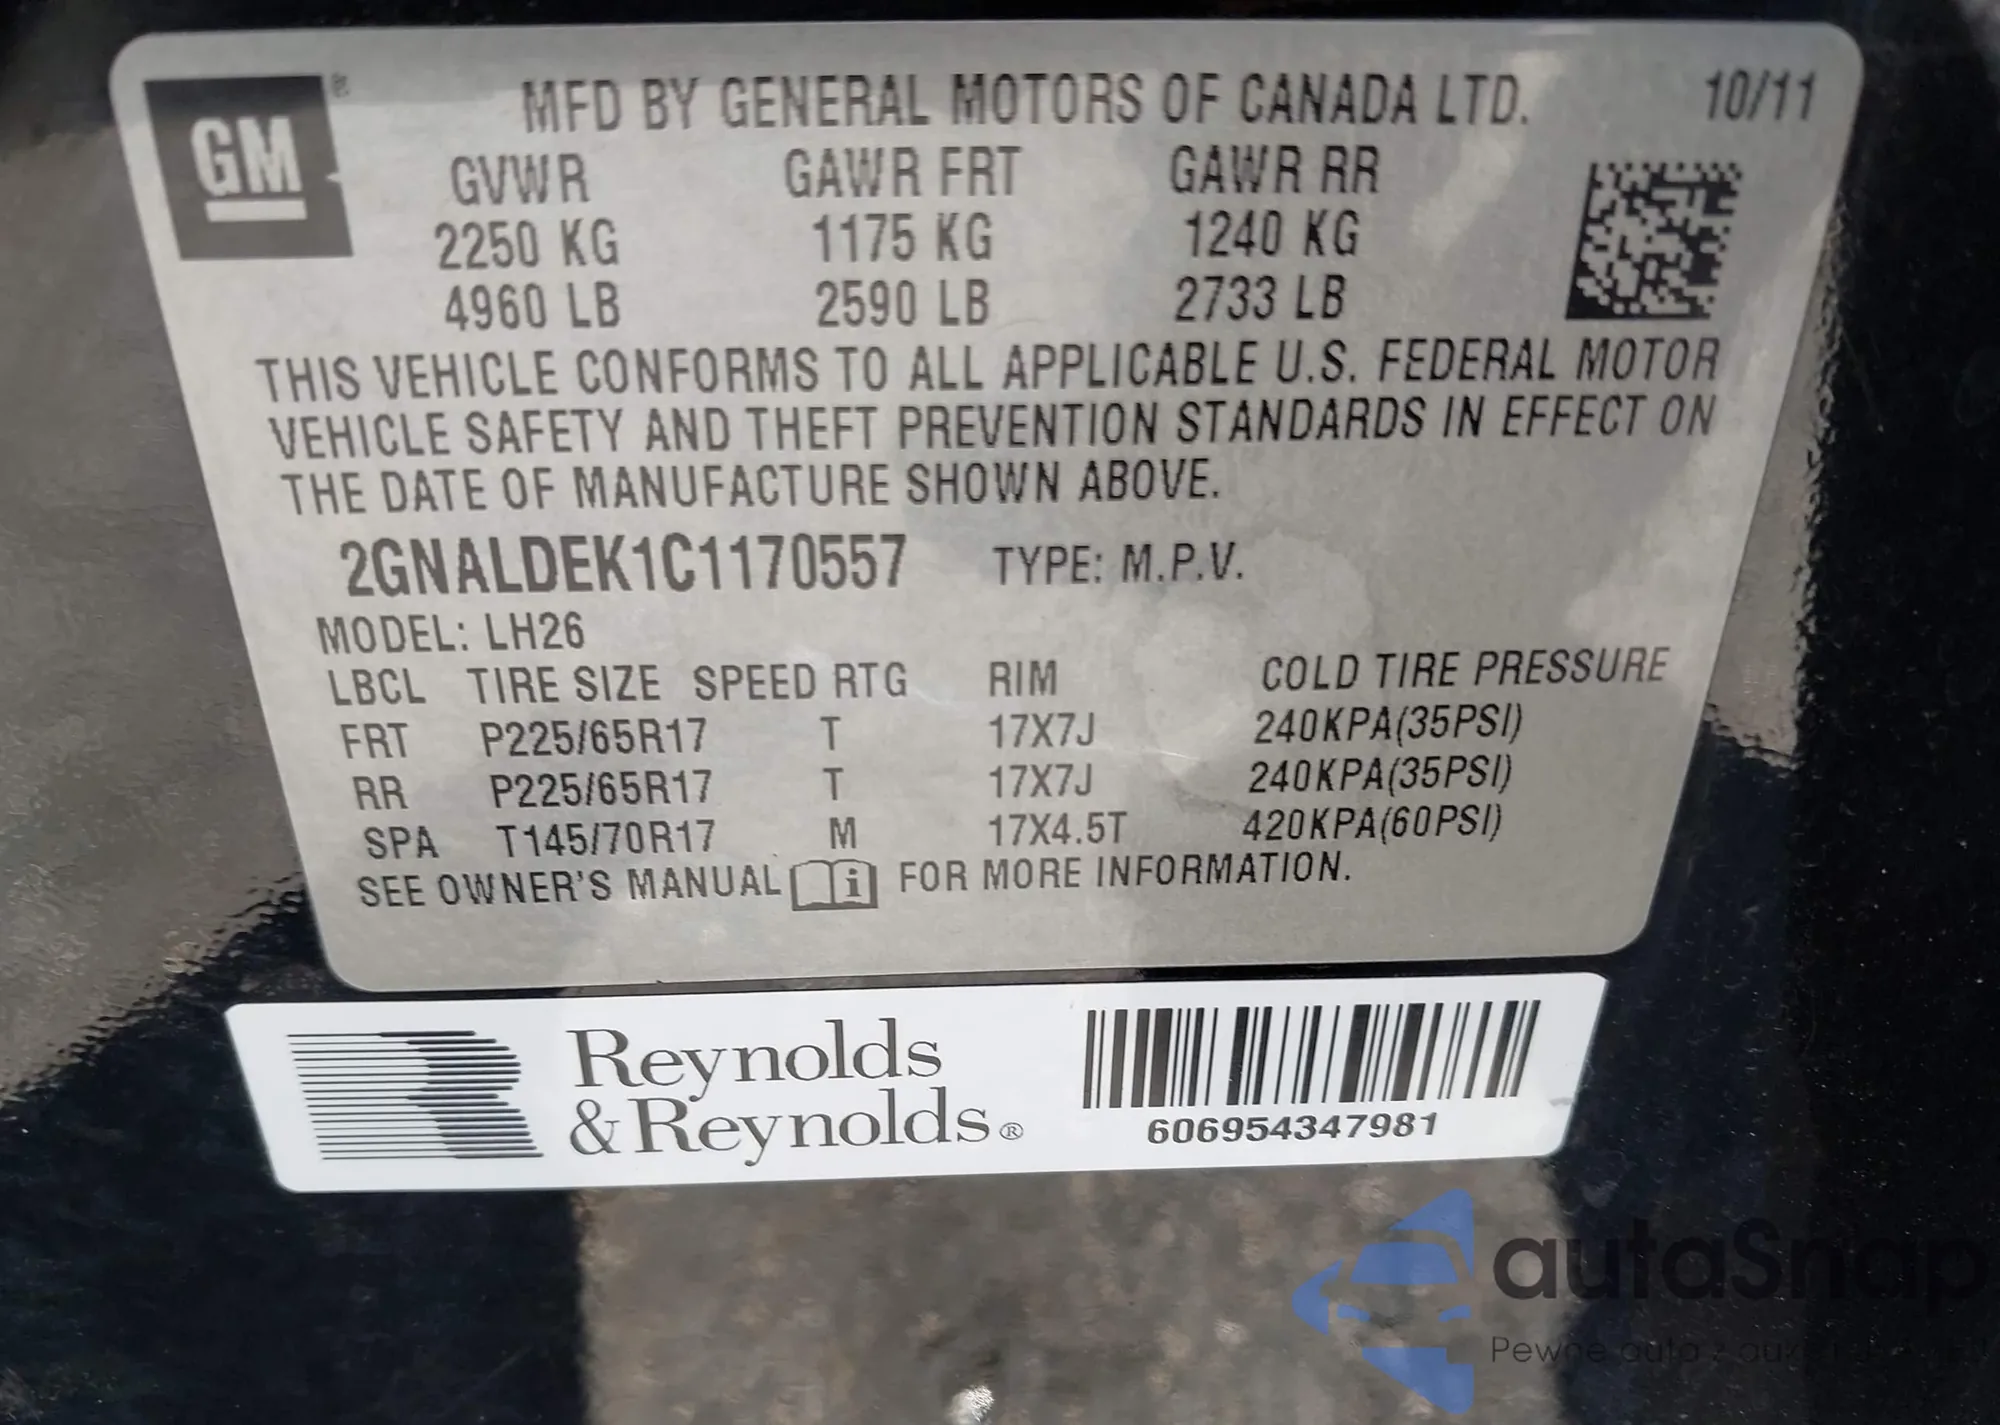 GM ®
MFD BY GENERAL MOTORS OF CANADA LTD. 10/11
GVWR GAWR FRT GAWR RR
2250 KG 1175 KG 1240 KG
4960 LB 2590 LB 2733 LB
THIS VEHICLE CONFORMS TO ALL APPLICABLE U.S. FEDERAL MOTOR
VEHICLE SAFETY AND THEFT PREVENTION STANDARDS IN EFFECT ON
THE DATE OF MANUFACTURE SHOWN ABOVE.
2GNALDEK1C1170557 TYPE: M.P.V.
MODEL: LH26
LBCL TIRE SIZE SPEED RTG RIM COLD TIRE PRESSURE
FRT P225/65R17 T 17X7J 240KPA(35PSI)
RR P225/65R17 T 17X7J 240KPA(35PSI)
SPA T145/70R17 M 17X4.5T 420KPA(60PSI)
SEE OWNER'S MANUAL i FOR MORE INFORMATION.
Reynolds
&Reynolds®
606954347981
autaSnap
Pewne auta z